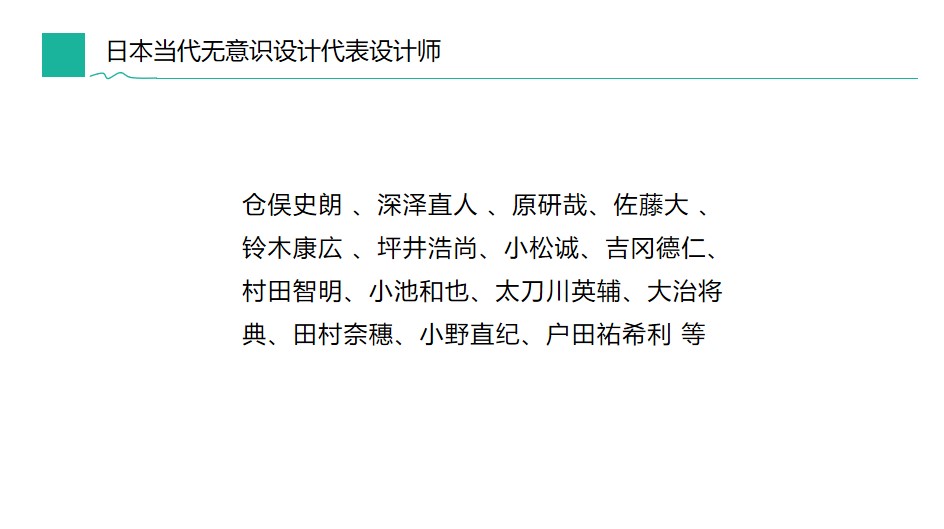 日本当代无意识设计代表设计师
仓俣史朗 、深泽直人 、原研哉、佐藤大 、
铃木康広 、坪井浩尚、小松诚、吉冈德仁、
村田智明、小池和也、太刀川英辅、大治将
典、田村奈穗、小野直纪、户田祐希利 等